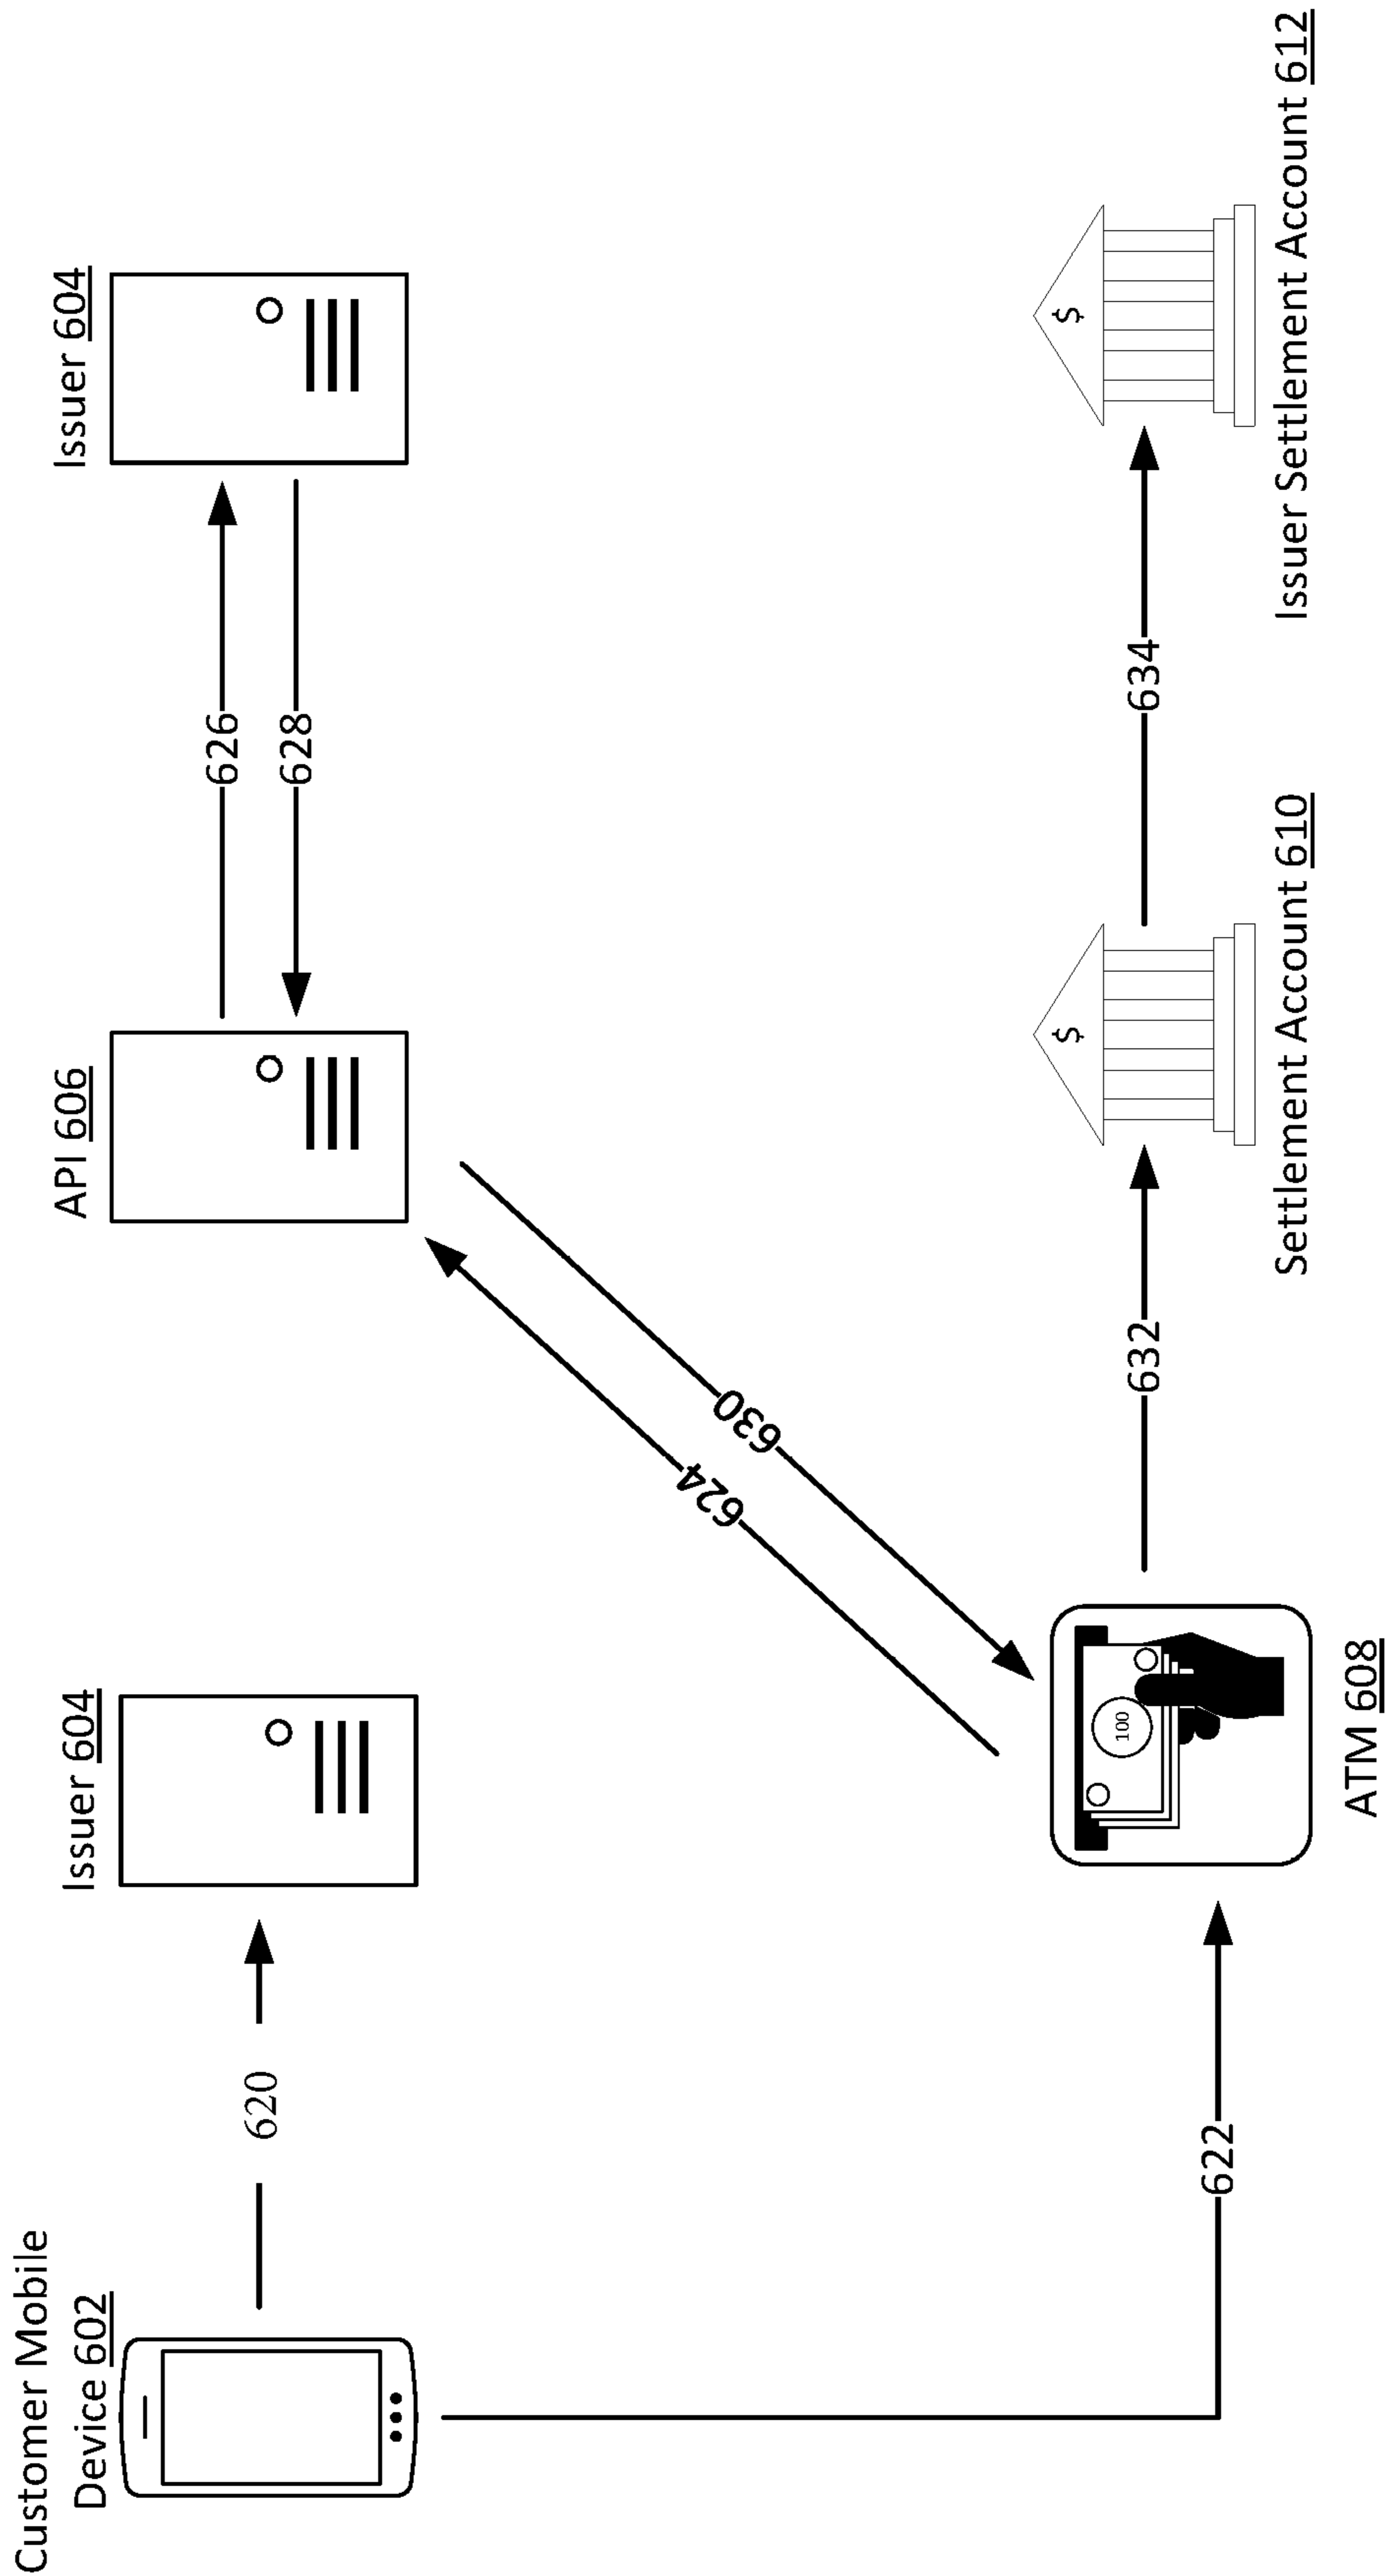 Customer Mobile
Device 602
620
Issuer 604
API 606
626
628
Issuer 604
624
630
622
100
ATM 608
632
$
Settlement Account 610
634
$
Issuer Settlement Account 612